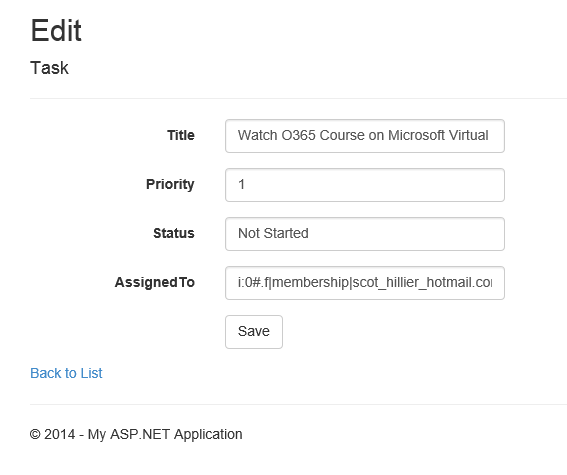 Edit
Task
Title Watch O365 Course on Microsoft Virtual
Priority 1
Status Not Started
AssignedTo i:0#.f|membership|scot_hillier_hotmail.co
Save
Back to List
© 2014 - My ASP.NET Application